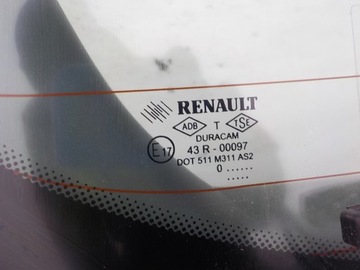 RENAULT
ADB T TSE
DURACAM
E17 43 R - 00097
DOT 511 M311 AS2
0 ......
......